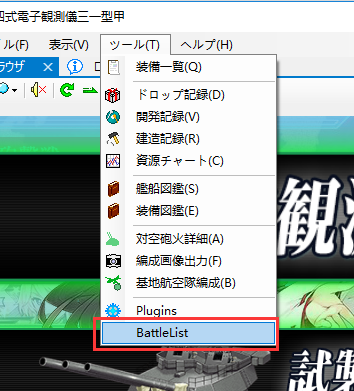 四式電子観測儀三一型甲
ル(F) 表示(V) ツール(T) ヘルプ(H)
ラウザ
装備一覧(Q)
ドロップ記録(D)
開発記録(V)
建造記録(R)
資源チャート(C)
艦船図鑑(S)
装備図鑑(E)
対空砲火詳細(A)
編成画像出力(F)
基地航空隊編成(B)
Plugins
BattleList
観測
試製